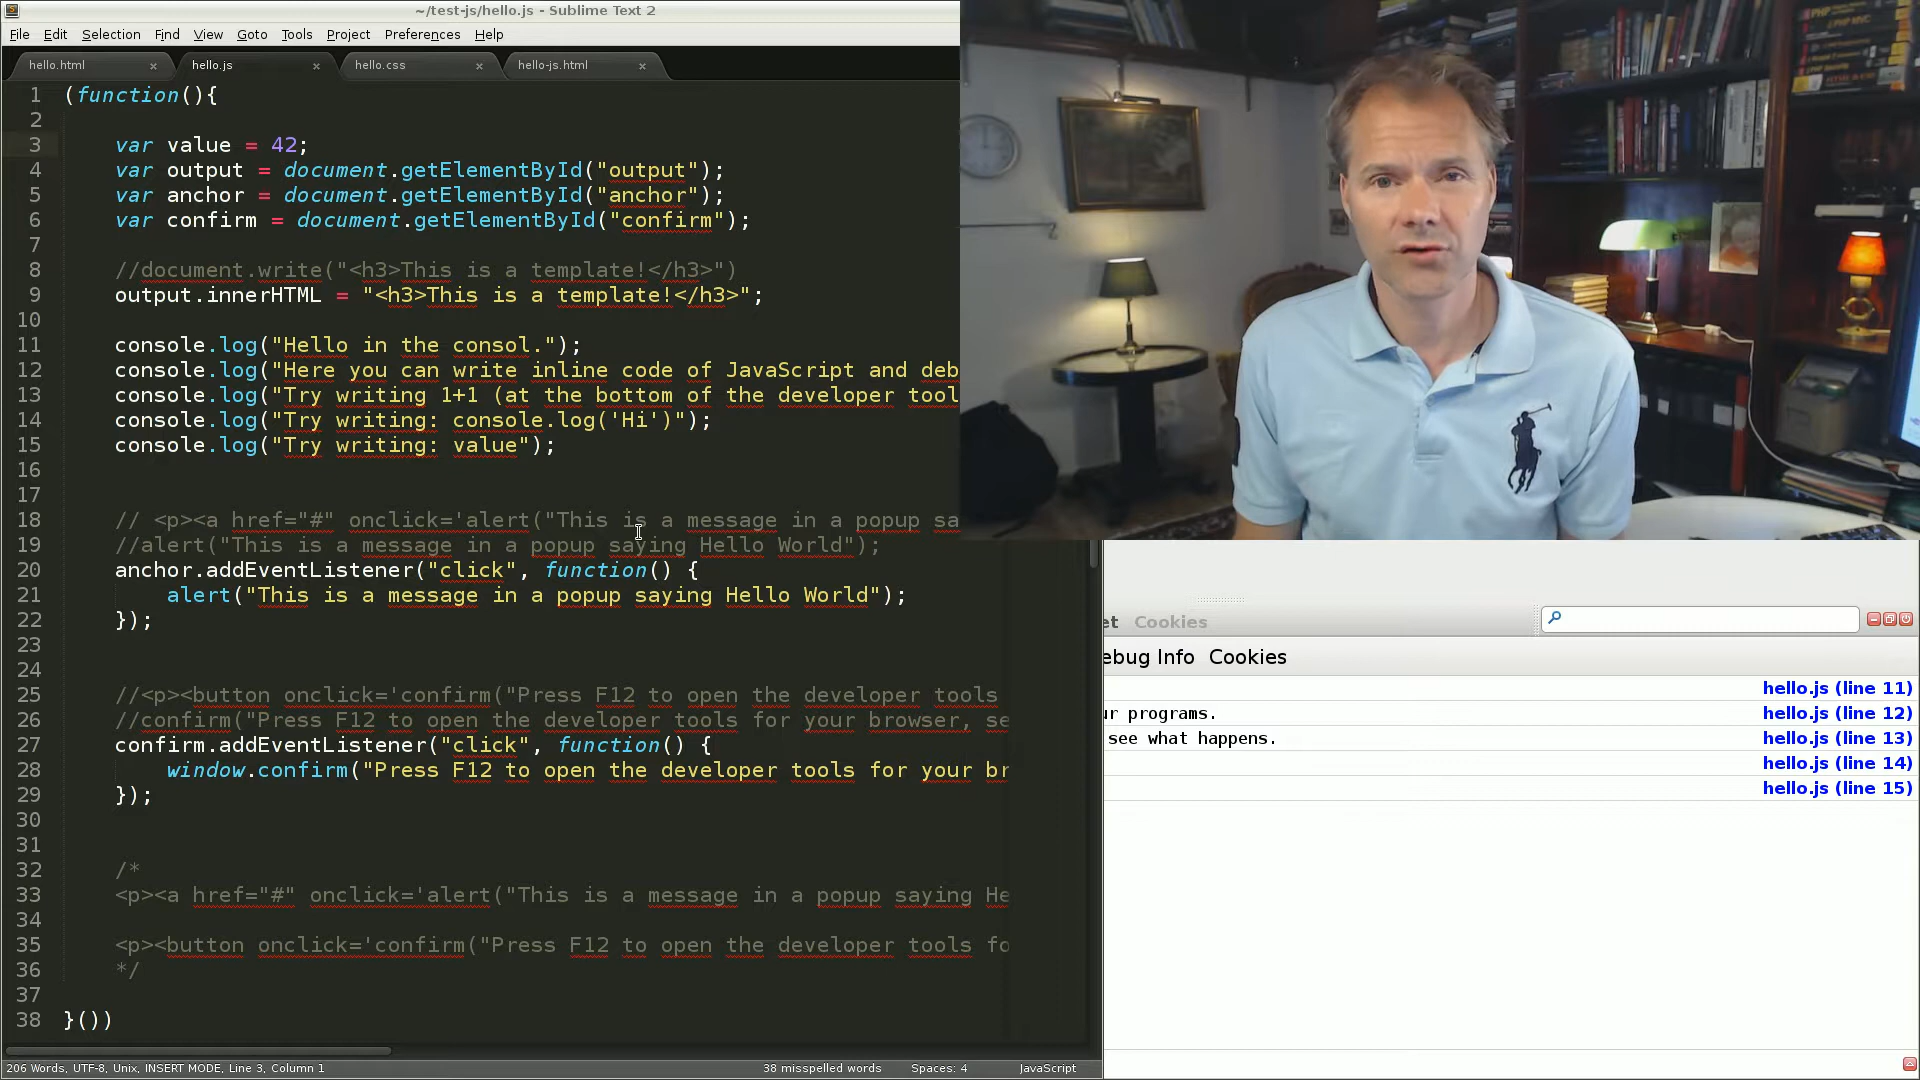 ~/test-js/hello.js - Sublime Text 2
File Edit Selection Find View Goto Tools Project Preferences Help
hello.html × hello.js × hello.css × hello-js.html ×
1 (function(){
2
3 var value = 42;
4 var output = document.getElementById("output");
5 var anchor = document.getElementById("anchor");
6 var confirm = document.getElementById("confirm");
7
8 //document.write("<h3>This is a template!</h3>")
9 output.innerHTML = "<h3>This is a template!</h3>";
10
11 console.log("Hello in the consol.");
12 console.log("Here you can write inline code of JavaScript and deb
13 console.log("Try writing 1+1 (at the bottom of the developer tool
14 console.log("Try writing: console.log('Hi')");
15 console.log("Try writing: value");
16
17
18 // <p><a href="#" onclick='alert("This is a message in a popup sa
19 //alert("This is a message in a popup saying Hello World");
20 anchor.addEventListener("click", function() {
21 alert("This is a message in a popup saying Hello World");
22 });
23
24
25 //<p><button onclick='confirm("Press F12 to open the developer tools
26 //confirm("Press F12 to open the developer tools for your browser, se
27 confirm.addEventListener("click", function() {
28 window.confirm("Press F12 to open the developer tools for your br
29 });
30
31
32 /*
33 <p><a href="#" onclick='alert("This is a message in a popup saying He
34
35 <p><button onclick='confirm("Press F12 to open the developer tools fo
36 */
37
38 }())
206 Words, UTF-8, Unix, INSERT MODE, Line 3, Column 1 38 misspelled words Spaces: 4 JavaScript
et Cookies
ebug Info Cookies
hello.js (line 11)
ur programs. hello.js (line 12)
see what happens. hello.js (line 13)
hello.js (line 14)
hello.js (line 15)